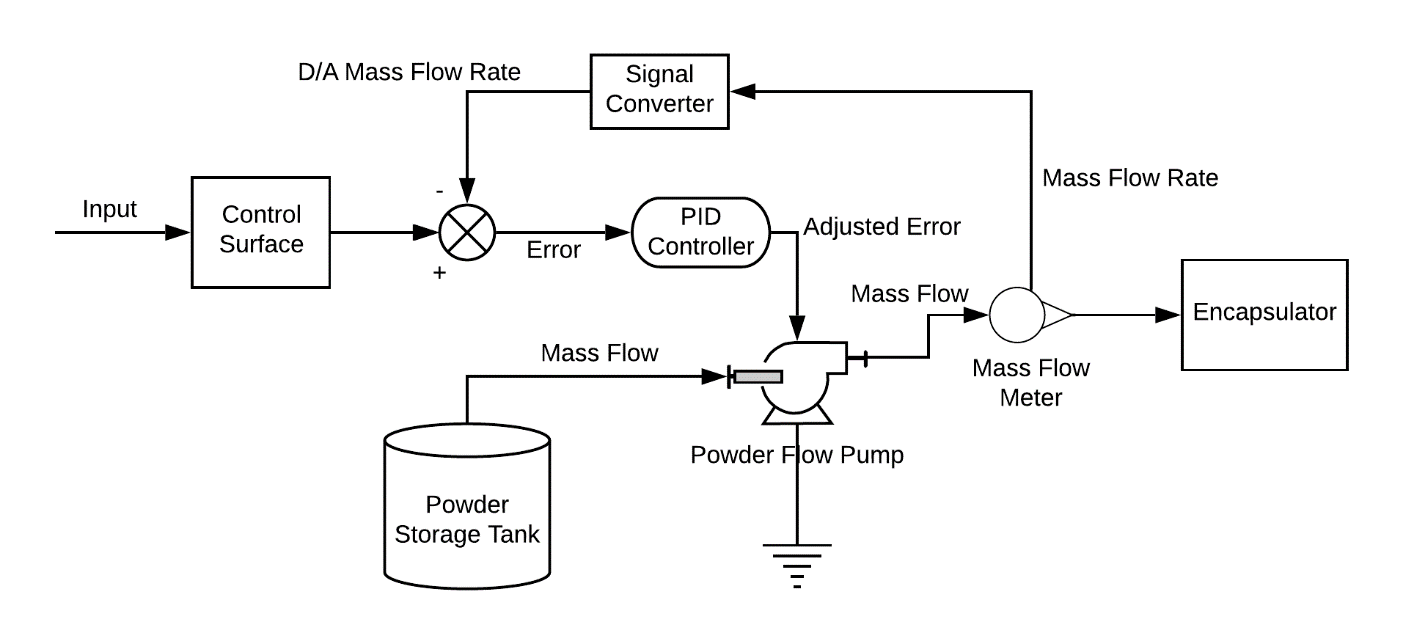 D/A Mass Flow Rate
Signal
Converter
Mass Flow Rate
Input
Control
Surface
-
+
Error
PID
Controller
Adjusted Error
Mass Flow
Encapsulator
Mass Flow
Meter
Mass Flow
Powder Flow Pump
Powder
Storage Tank